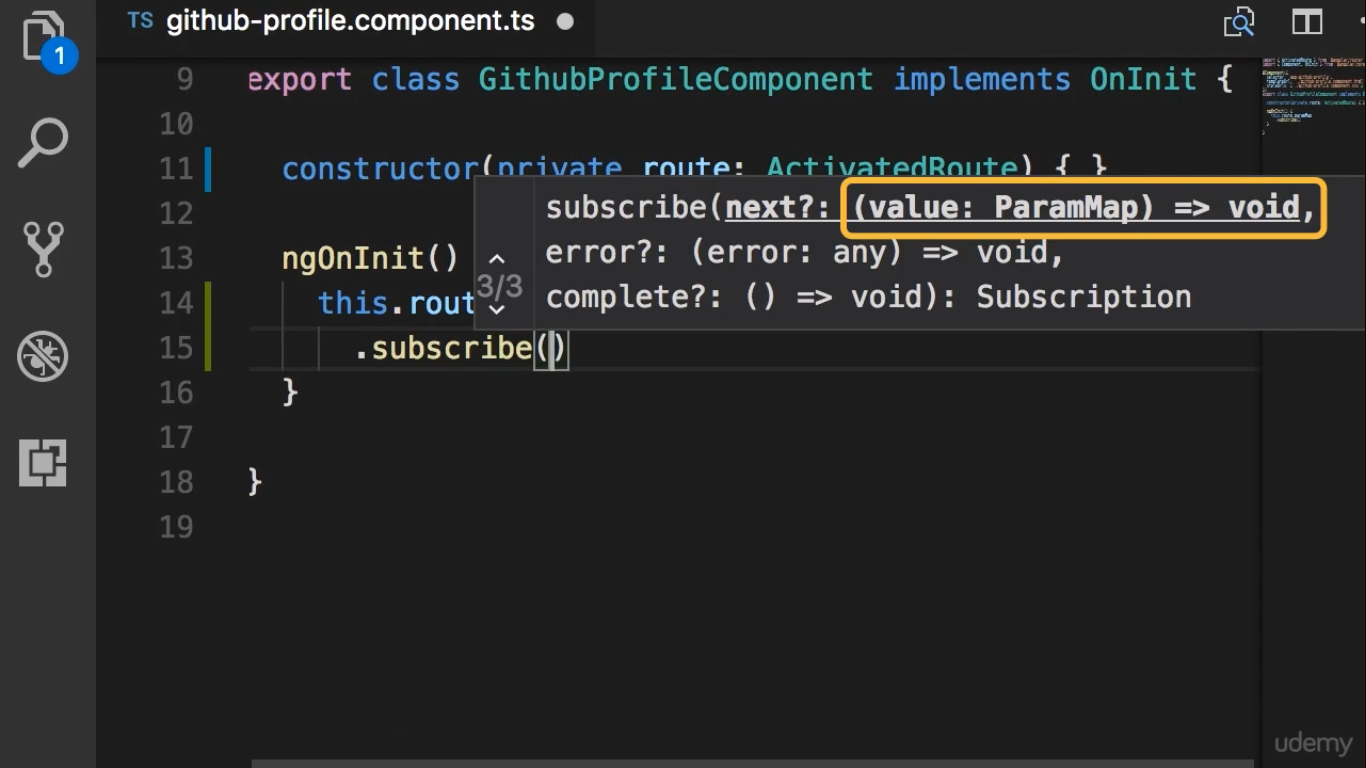 TS github-profile.component.ts
1
9 export class GithubProfileComponent implements OnInit {
10
11 constructor(private route: ActivatedRoute) { }
12
subscribe(next?: (value: ParamMap) => void,
13 ngOnInit()
error?: (error: any) => void,
3/3
complete?: () => void): Subscription
14 this.rout
15 .subscribe()
16 }
17
18 }
19
udemy